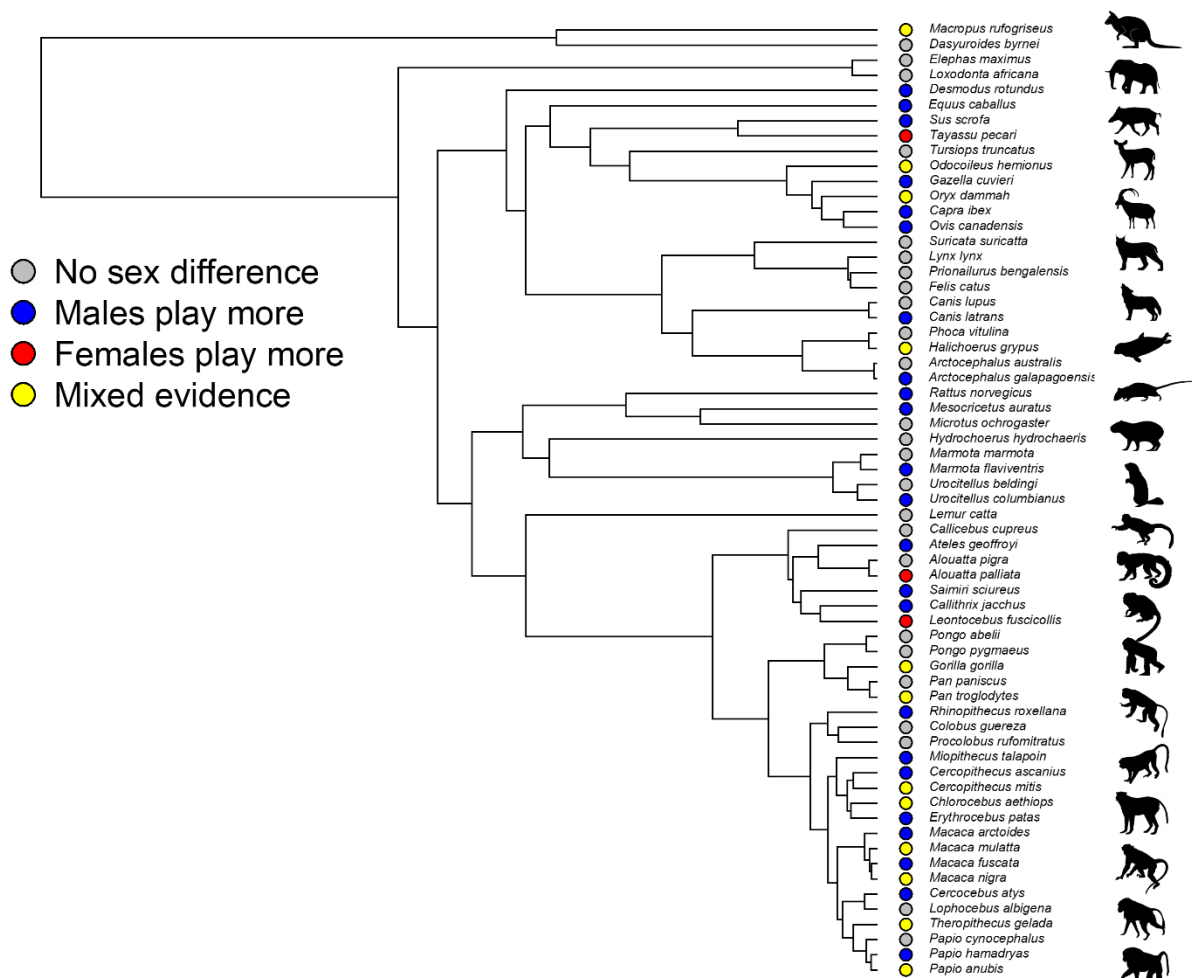 Macropus rufogriseus
Dasyuroides byrnei
Elephas maximus
Loxodonta africana
Desmodus rotundus
Equus caballus
Sus scrofa
Tayassu pecari
Tursiops truncatus
Odocoileus hemionus
Gazella cuvieri
Oryx dammah
Capra ibex
Ovis canadensis
Suricata suricatta
Lynx lynx
Prionailurus bengalensis
Felis catus
Canis lupus
Canis latrans
Phoca vitulina
Halichoerus grypus
Arctocephalus australis
Arctocephalus galapagoensis
Rattus norvegicus
Mesocricetus auratus
Microtus ochrogaster
Hydrochoerus hydrochaeris
Marmota marmota
Marmota flaviventris
Urocitellus beldingi
Urocitellus columbianus
Lemur catta
Callicebus cupreus
Ateles geoffroyi
Alouatta pigra
Alouatta palliata
Saimiri sciureus
Callithrix jacchus
Leontocebus fuscicollis
Pongo abelii
Pongo pygmaeus
Gorilla gorilla
Pan paniscus
Pan troglodytes
Rhinopithecus roxellana
Colobus guereza
Procolobus rufomitratus
Miopithecus talapoin
Cercopithecus ascanius
Cercopithecus mitis
Chlorocebus aethiops
Erythrocebus patas
Macaca arctoides
Macaca mulatta
Macaca fuscata
Macaca nigra
Cercocebus atys
Lophocebus albigena
Theropithecus gelada
Papio cynocephalus
Papio hamadryas
Papio anubis
No sex difference
Males play more
Females play more
Mixed evidence